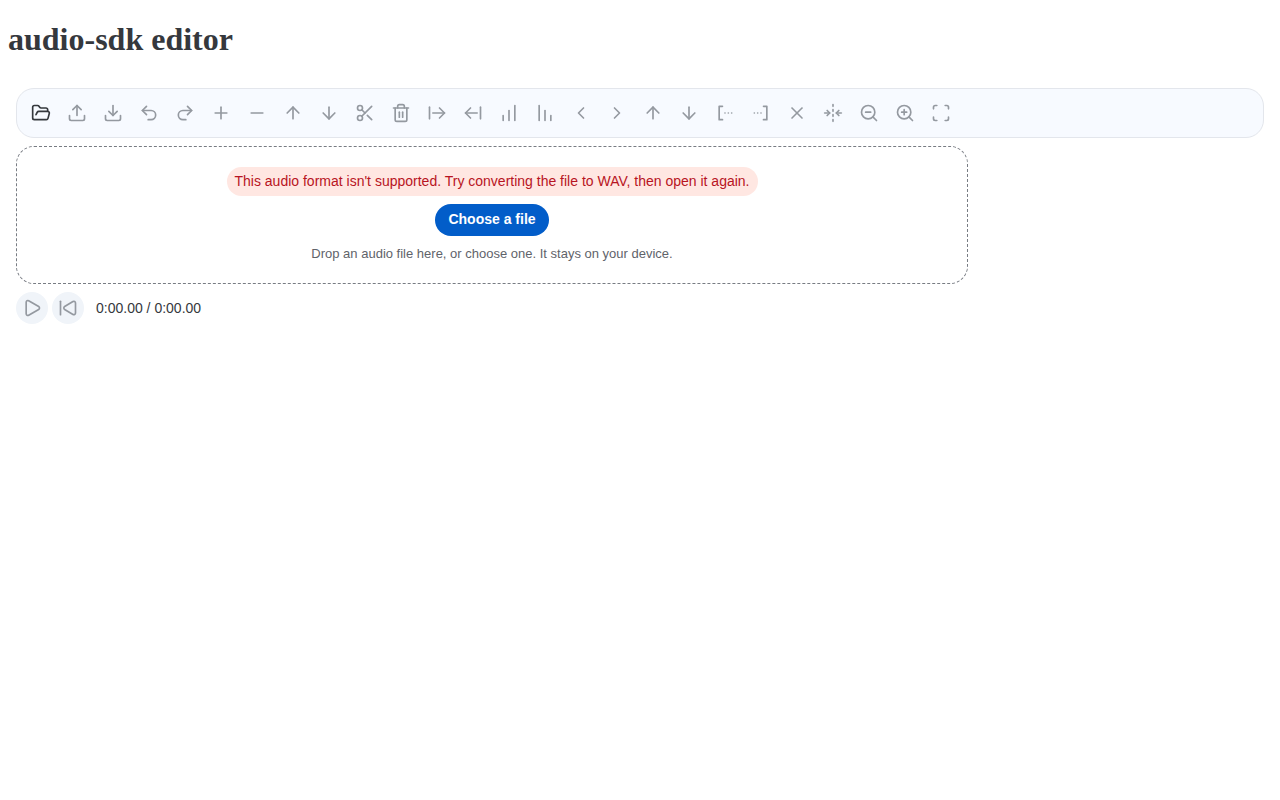 audio-sdk editor
This audio format isn't supported. Try converting the file to WAV, then open it again.
Choose a file
Drop an audio file here, or choose one. It stays on your device.
0:00.00 / 0:00.00